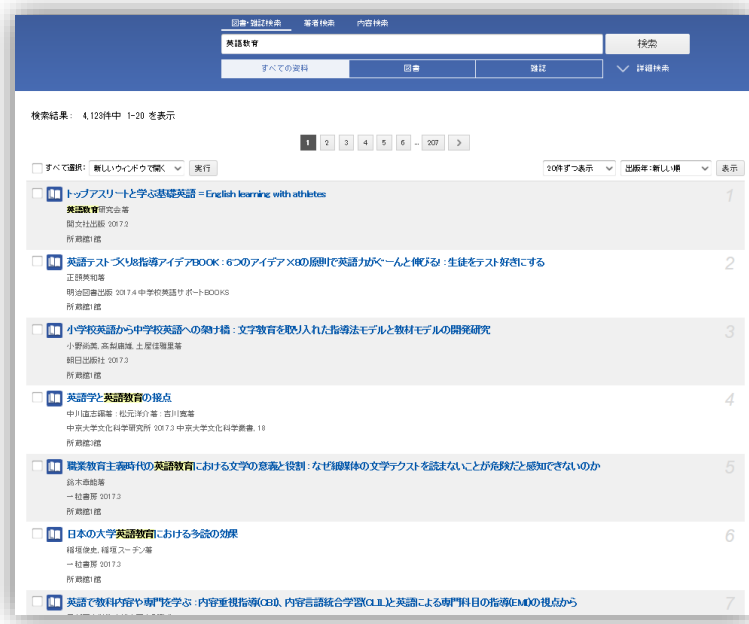 図書・雑誌検索 著者検索 内容検索
英語教育 検索
すべての資料 図書 雑誌 詳細検索
検索結果: 4,123件中 1-20 を表示
1 2 3 4 5 6 … 207 >
すべて選択: 新しいウィンドウで開く 実行 20件ずつ表示 出版年:新しい順 表示
トップアスリートと学ぶ基礎英語 = English learning with athletes 1
英語教育研究会著
開文社出版 2017.2
所蔵館1館
英語テストづくり&指導アイデアBOOK : 6つのアイデア×8の原則で英語力がぐーんと伸びる! : 生徒をテスト好きにする 2
正頭英和著
明治図書出版 2017.4 中学校英語サポートBOOKS
所蔵館1館
小学校英語から中学校英語への架け橋 : 文字教育を取り入れた指導法モデルと教材モデルの開発研究 3
小野尚美, 高梨庸雄, 土屋佳雅里著
朝日出版社 2017.3
所蔵館1館
英語学と英語教育の接点 4
中川直志編著 ; 松元洋介著 ; 吉川寛著
中京大学文化科学研究所 2017.3 中京大学文化科学叢書, 18
所蔵館3館
職業教育主義時代の英語教育における文学の意義と役割 : なぜ紙媒体の文学テクストを読まないことが危険だと感知できないのか 5
鈴木章能著
一粒書房 2017.3
所蔵館1館
日本の大学英語教育における多読の効果 6
稲垣俊史, 稲垣スーチン著
一粒書房 2017.3
所蔵館1館
英語で教科内容や専門を学ぶ : 内容重視指導(CBI)、内容言語統合学習(CLIL)と英語による専門科目の指導(EMI)の視点から 7